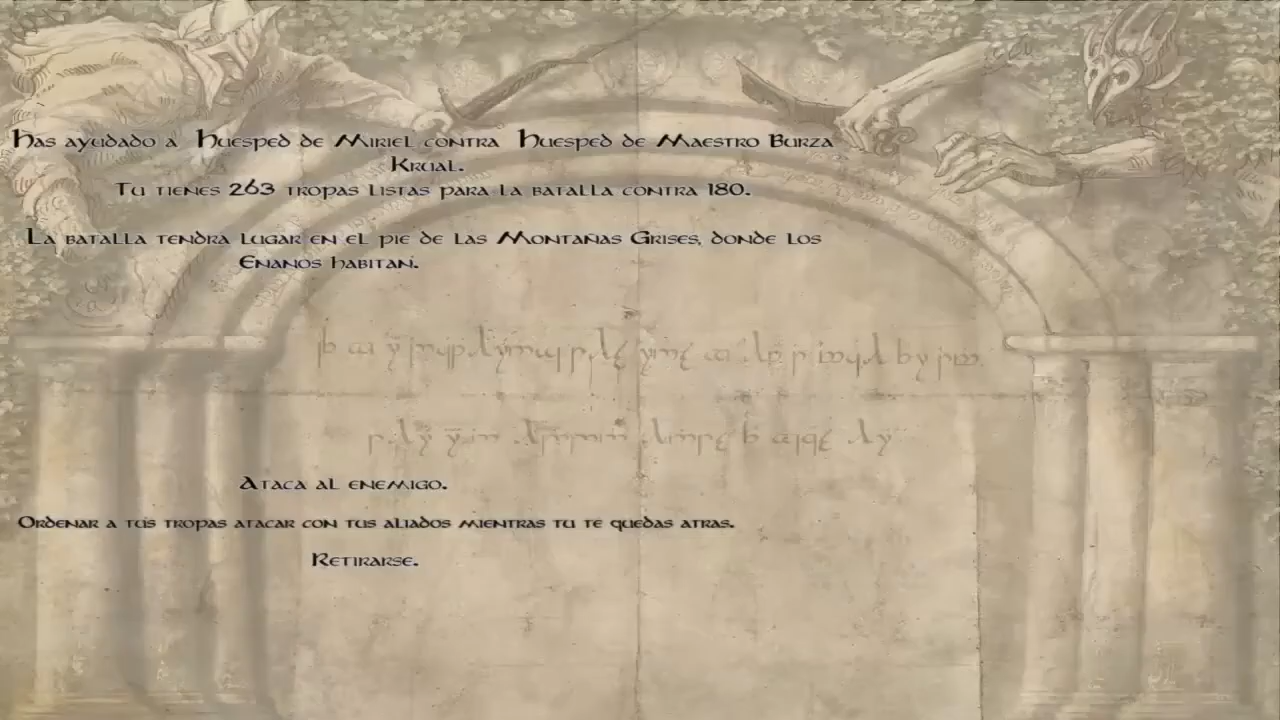 Has ayudado a Huesped de Miriel contra Huesped de Maestro Burza
Krual.
Tu tienes 263 tropas listas para la batalla contra 180.
La batalla tendra lugar en el pie de las Montañas Grises, donde los
Enanos habitan.
Ataca al enemigo.
Ordenar a tus tropas atacar con tus aliados mientras tu te quedas atras.
Retirarse.